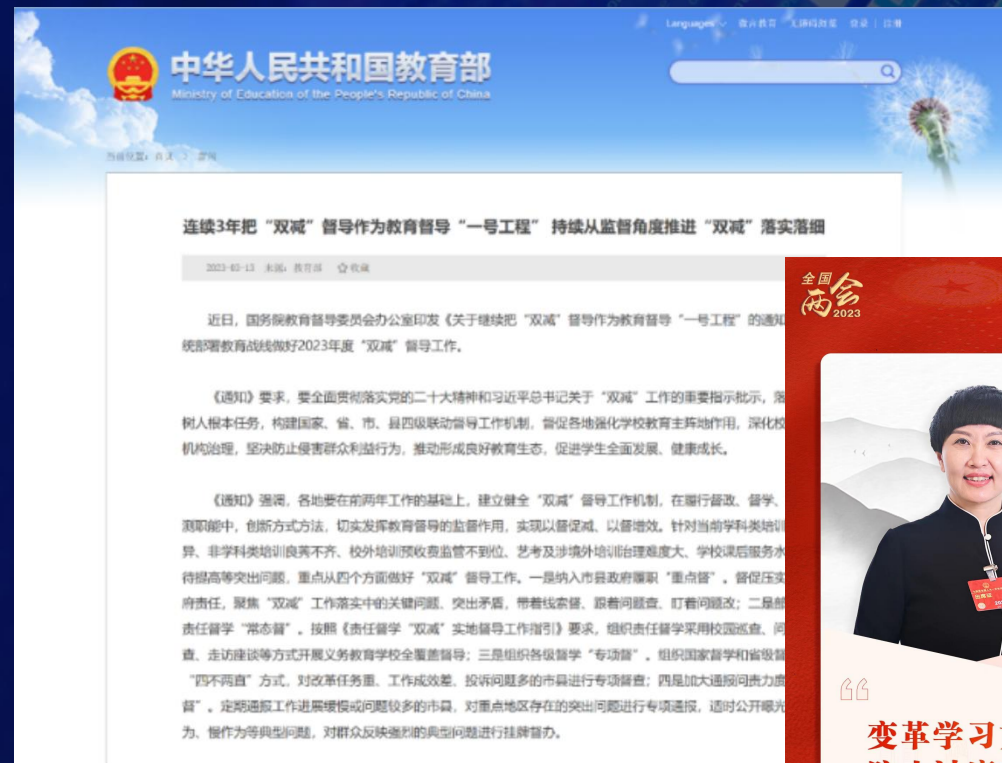 Languages
登录 | 注册
中华人民共和国教育部
Ministry of Education of the People's Republic of China
当前位置：首页 > 新闻
连续3年把“双减”督导作为教育督导“一号工程” 持续从监督角度推进“双减”落实落细
2023-02-13 来源：教育部 收藏
近日，国务院教育督导委员会办公室印发《关于继续把“双减”督导作为教育督导“一号工程”的通知
统部署教育战线做好2023年度“双减”督导工作。
《通知》要求，要全面贯彻落实党的二十大精神和习近平总书记关于“双减”工作的重要指示批示，落
树人根本任务，构建国家、省、市、县四级联动督导工作机制，督促各地强化学校教育主阵地作用，深化校
机构治理，坚决防止侵害群众利益行为，推动形成良好教育生态，促进学生全面发展、健康成长。
《通知》强调，各地要在前两年工作的基础上，建立健全“双减”督导工作机制，在履行督政、督学、
测职能中，创新方式方法，切实发挥教育督导的监督作用，实现以督促减、以督增效。针对当前学科类培训
异、非学科类培训良莠不齐、校外培训预收费监管不到位、艺考及涉境外培训治理难度大、学校课后服务水
待提高等突出问题，重点从四个方面做好“双减”督导工作。一是纳入市县政府履职“重点督”。督促压实
府责任，聚焦“双减”工作落实中的关键问题、突出矛盾，带着线索督、跟着问题查、盯着问题改；二是部
责任督学“常态督”。按照《责任督学“双减”实地督导工作指引》要求，组织责任督学采用校园巡查、问
查、走访座谈等方式开展义务教育学校全覆盖督导；三是组织各级督学“专项督”。组织国家督学和省级督
“四不两直”方式，对改革任务重、工作成效差、投诉问题多的市县进行专项督查；四是加大通报问责力度
督”。定期通报工作进展缓慢或问题较多的市县，对重点地区存在的突出问题进行专项通报，适时公开曝光
为、慢作为等典型问题，对群众反映强烈的典型问题进行挂牌督办。
全国
两会
2023
变革学习